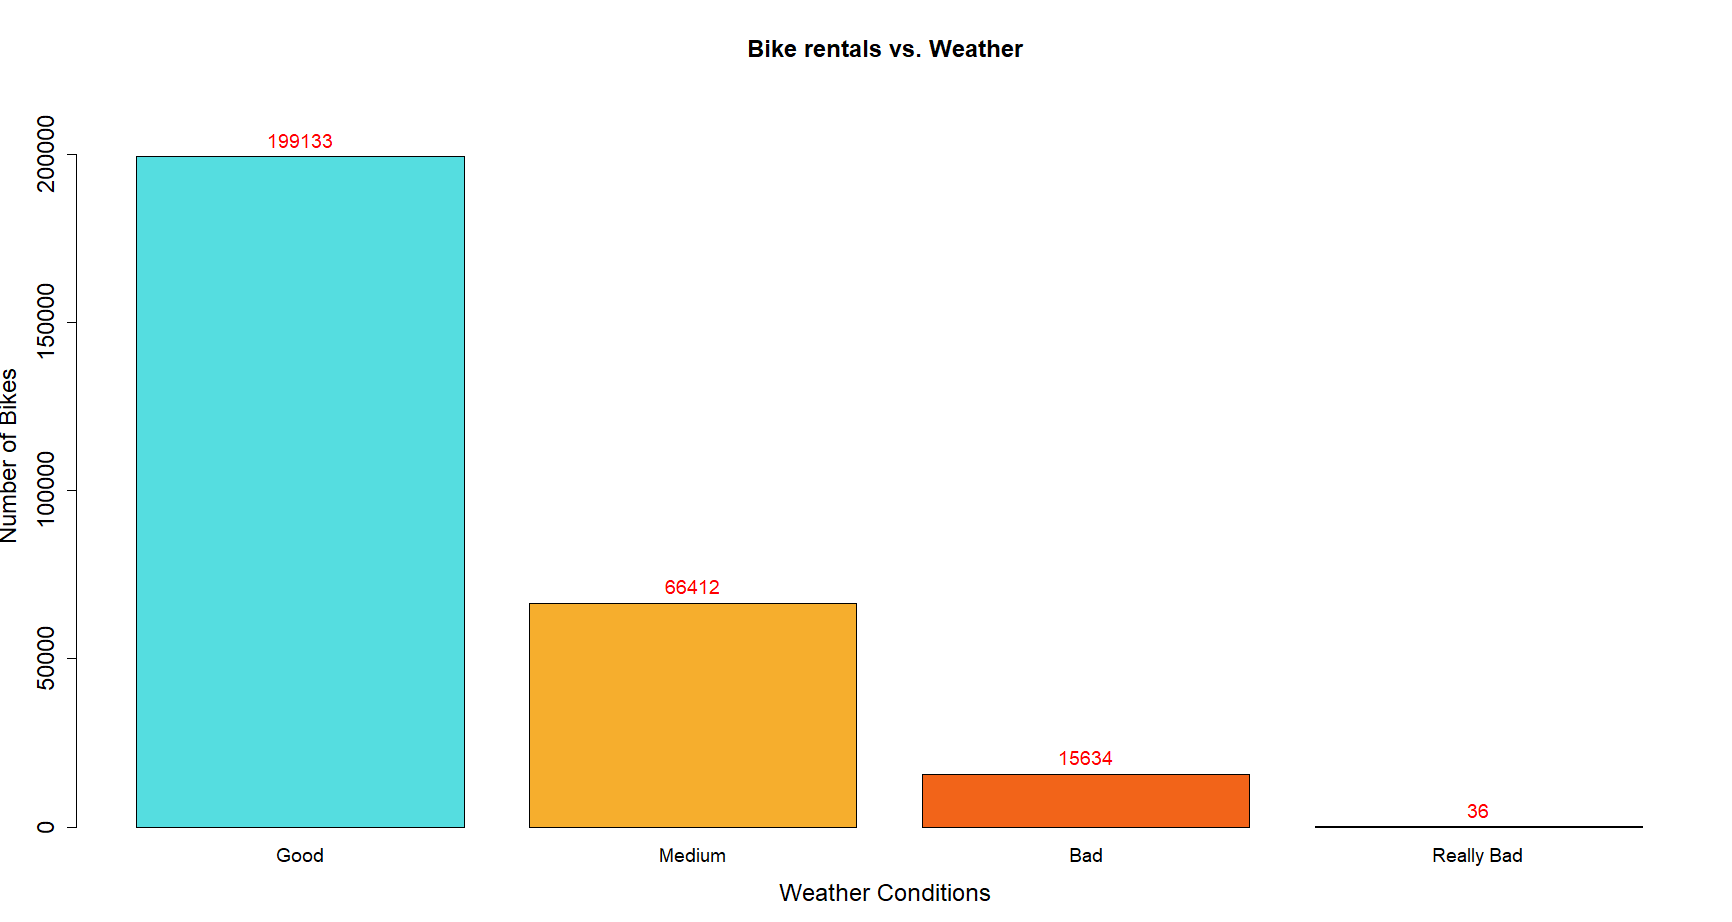 Bike rentals vs. Weather
Number of Bikes
200000
150000
100000
50000
0
199133
66412
15634
36
Good
Medium
Bad
Really Bad
Weather Conditions